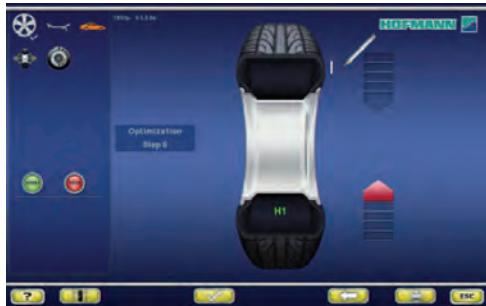 HOFMANN
Optimization
Step 6
H1
?
ESC